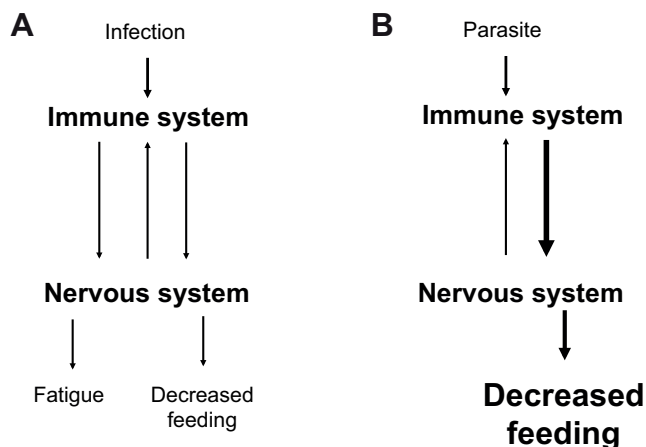 A
Infection
Immune system
Nervous system
Fatigue
Decreased
feeding
B
Parasite
Immune system
Nervous system
Decreased
feeding